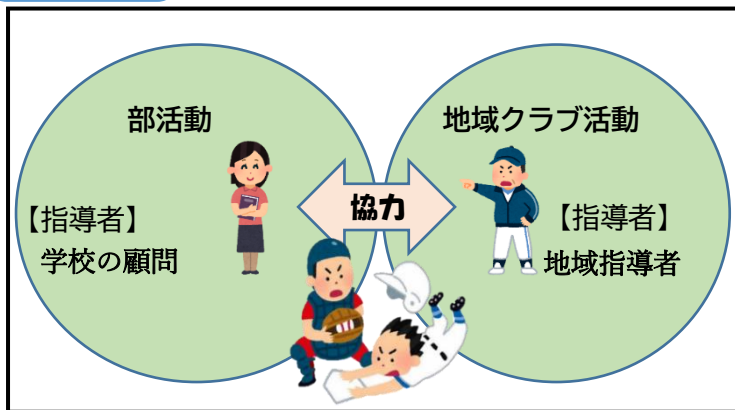 部活動
【指導者】
学校の顧問
協力
地域クラブ活動
【指導者】
地域指導者